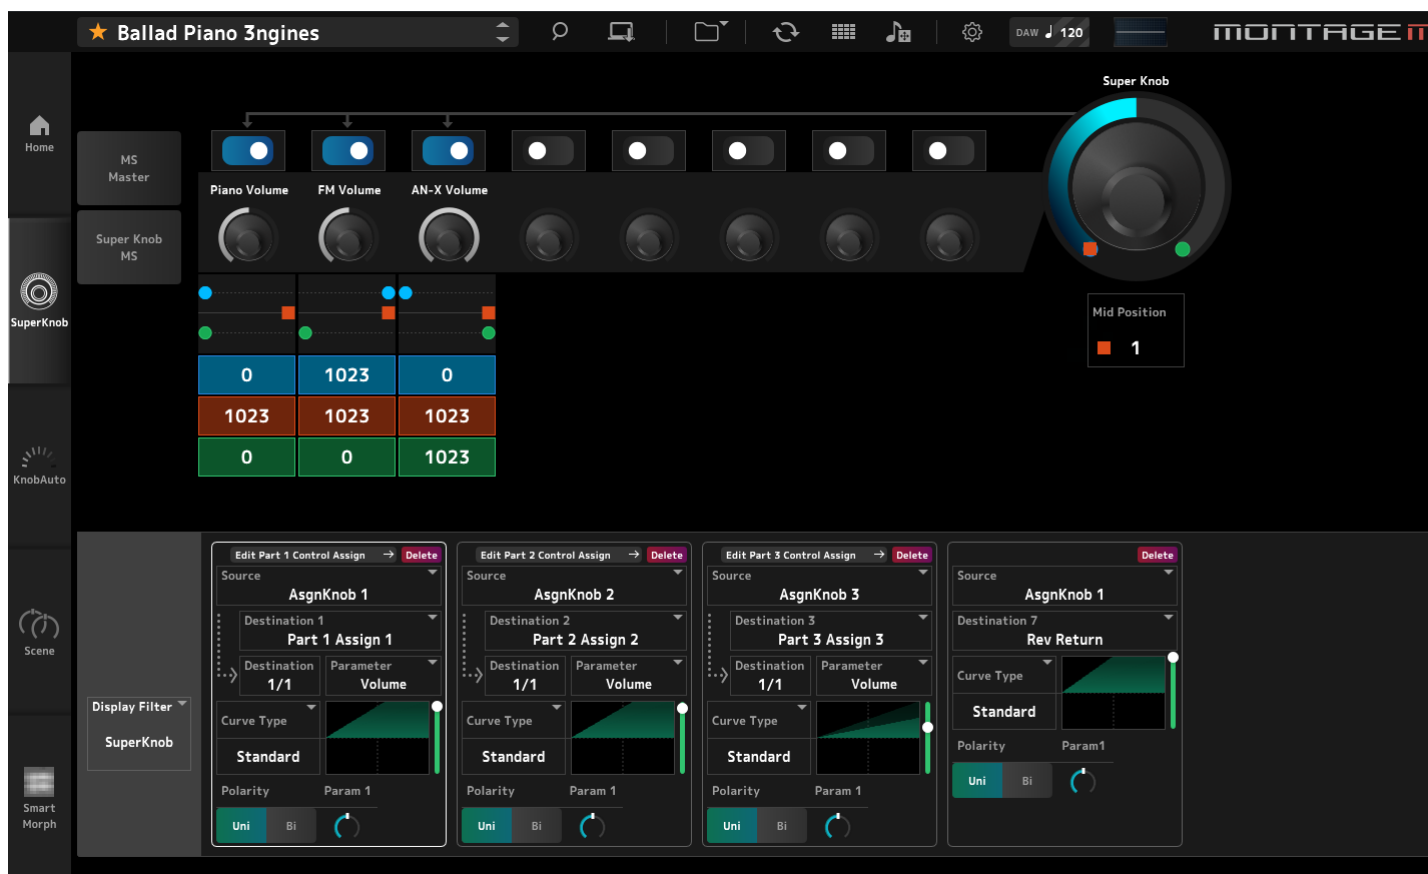 Ballad Piano 3ngines
DAW 120
MONTAGE M
Super Knob
Home
MS
Master
Piano Volume FM Volume AN-X Volume
Super Knob
MS
SuperKnob
Mid Position
1
0 1023 0
1023 1023 1023
0 0 1023
KnobAuto
Edit Part 1 Control Assign → Delete Edit Part 2 Control Assign → Delete Edit Part 3 Control Assign → Delete Delete
Source Source Source Source
AsgnKnob 1 AsgnKnob 2 AsgnKnob 3 AsgnKnob 1
Destination 1 Destination 2 Destination 3 Destination 7
Part 1 Assign 1 Part 2 Assign 2 Part 3 Assign 3 Rev Return
Scene
Destination Parameter Destination Parameter Destination Parameter Curve Type
1/1 Volume 1/1 Volume 1/1 Volume
Display Filter
Curve Type Curve Type Curve Type Standard
SuperKnob
Standard Standard Standard Polarity Param1
Uni Bi
Polarity Param 1 Polarity Param 1 Polarity Param 1
Uni Bi Uni Bi Uni Bi
Smart
Morph